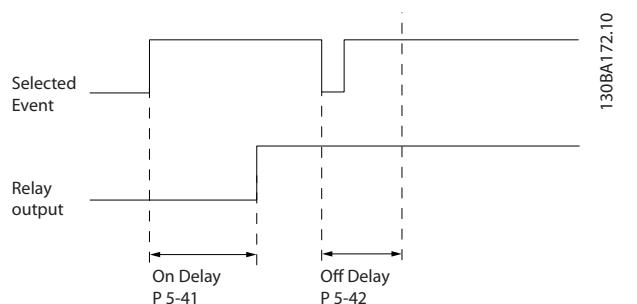 130BA172.10
Selected
Event
Relay
output
On Delay
P 5-41
Off Delay
P 5-42